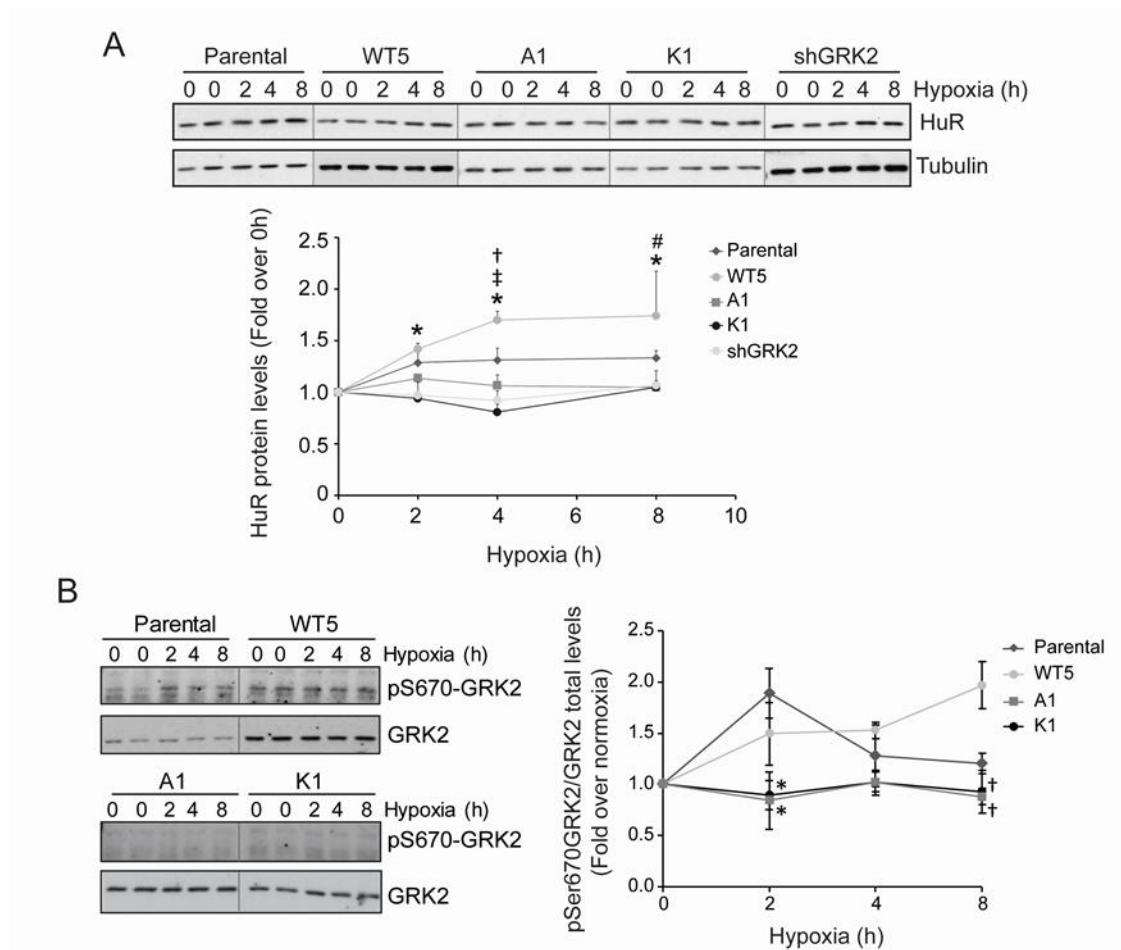 A
Parental WT5 A1 K1 shGRK2
0 0 2 4 8 0 0 2 4 8 0 0 2 4 8 0 0 2 4 8 0 0 2 4 8 Hypoxia (h)
HuR
Tubulin
HuR protein levels (Fold over 0h)
2.5
2.0
1.5
1.0
0.5
0
0 2 4 6 8 10
Hypoxia (h)
* † ‡ * # *
Parental
WT5
A1
K1
shGRK2
B
Parental WT5
0 0 2 4 8 0 0 2 4 8 Hypoxia (h)
pS670-GRK2
GRK2
A1 K1
0 0 2 4 8 0 0 2 4 8 Hypoxia (h)
pS670-GRK2
GRK2
pSer670GRK2/GRK2 total levels
(Fold over normoxia)
2.5
2.0
1.5
1.0
0.5
0.0
0 2 4 8
Hypoxia (h)
* * † †
Parental
WT5
A1
K1